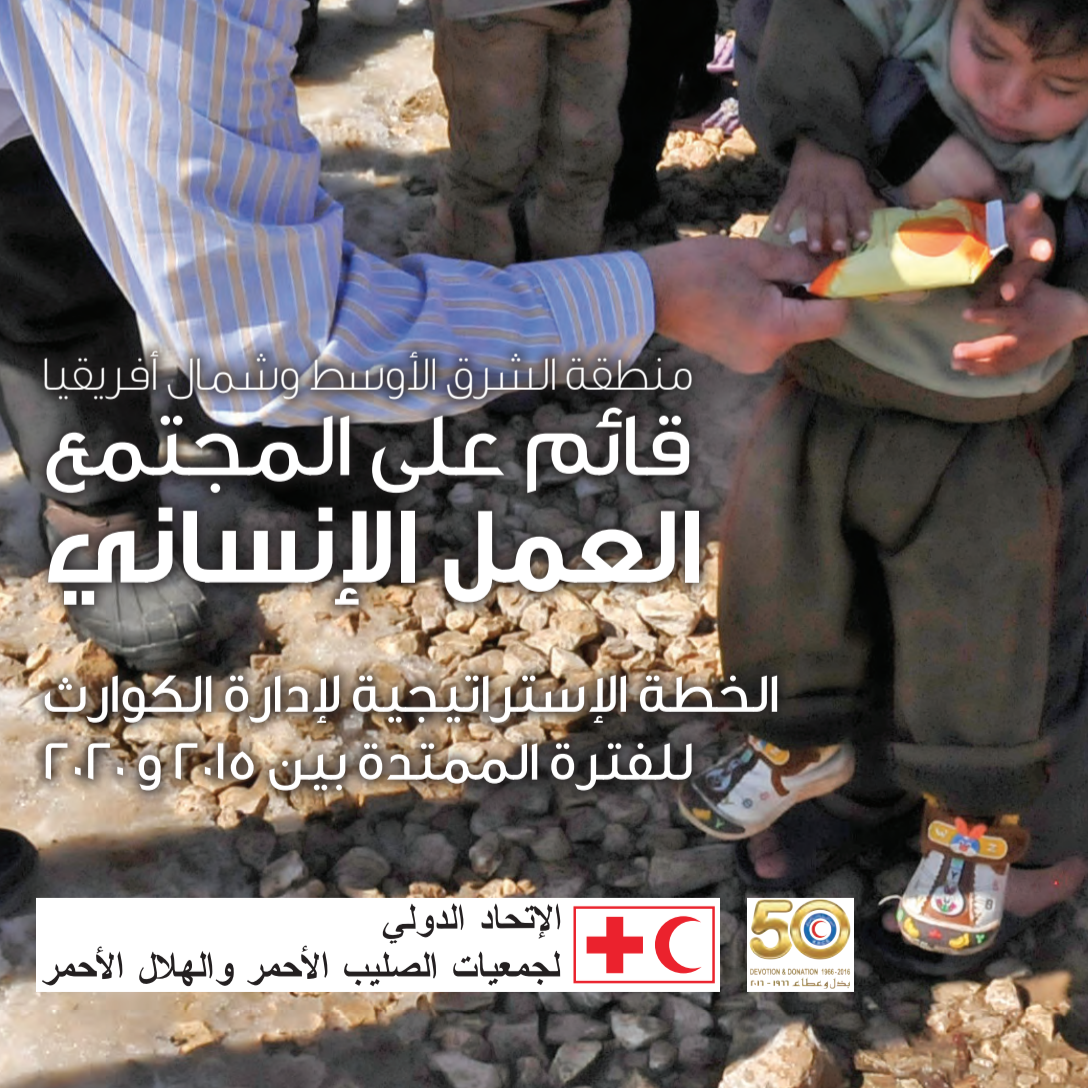 منطقة الشرق الأوسط وشمال أفريقيا
قائم على المجتمع
العمل الإنساني
الخطة الإستراتيجية لإدارة الكوارث
للفترة الممتدة بين ٢٠١٥ و ٢٠٢٠
الإتحاد الدولي
لجمعيات الصليب الأحمر والهلال الأحمر
50
DEVOTION & DONATION 1966-2016
بذل وعطاء ١٩٦٦ - ٢٠١٦